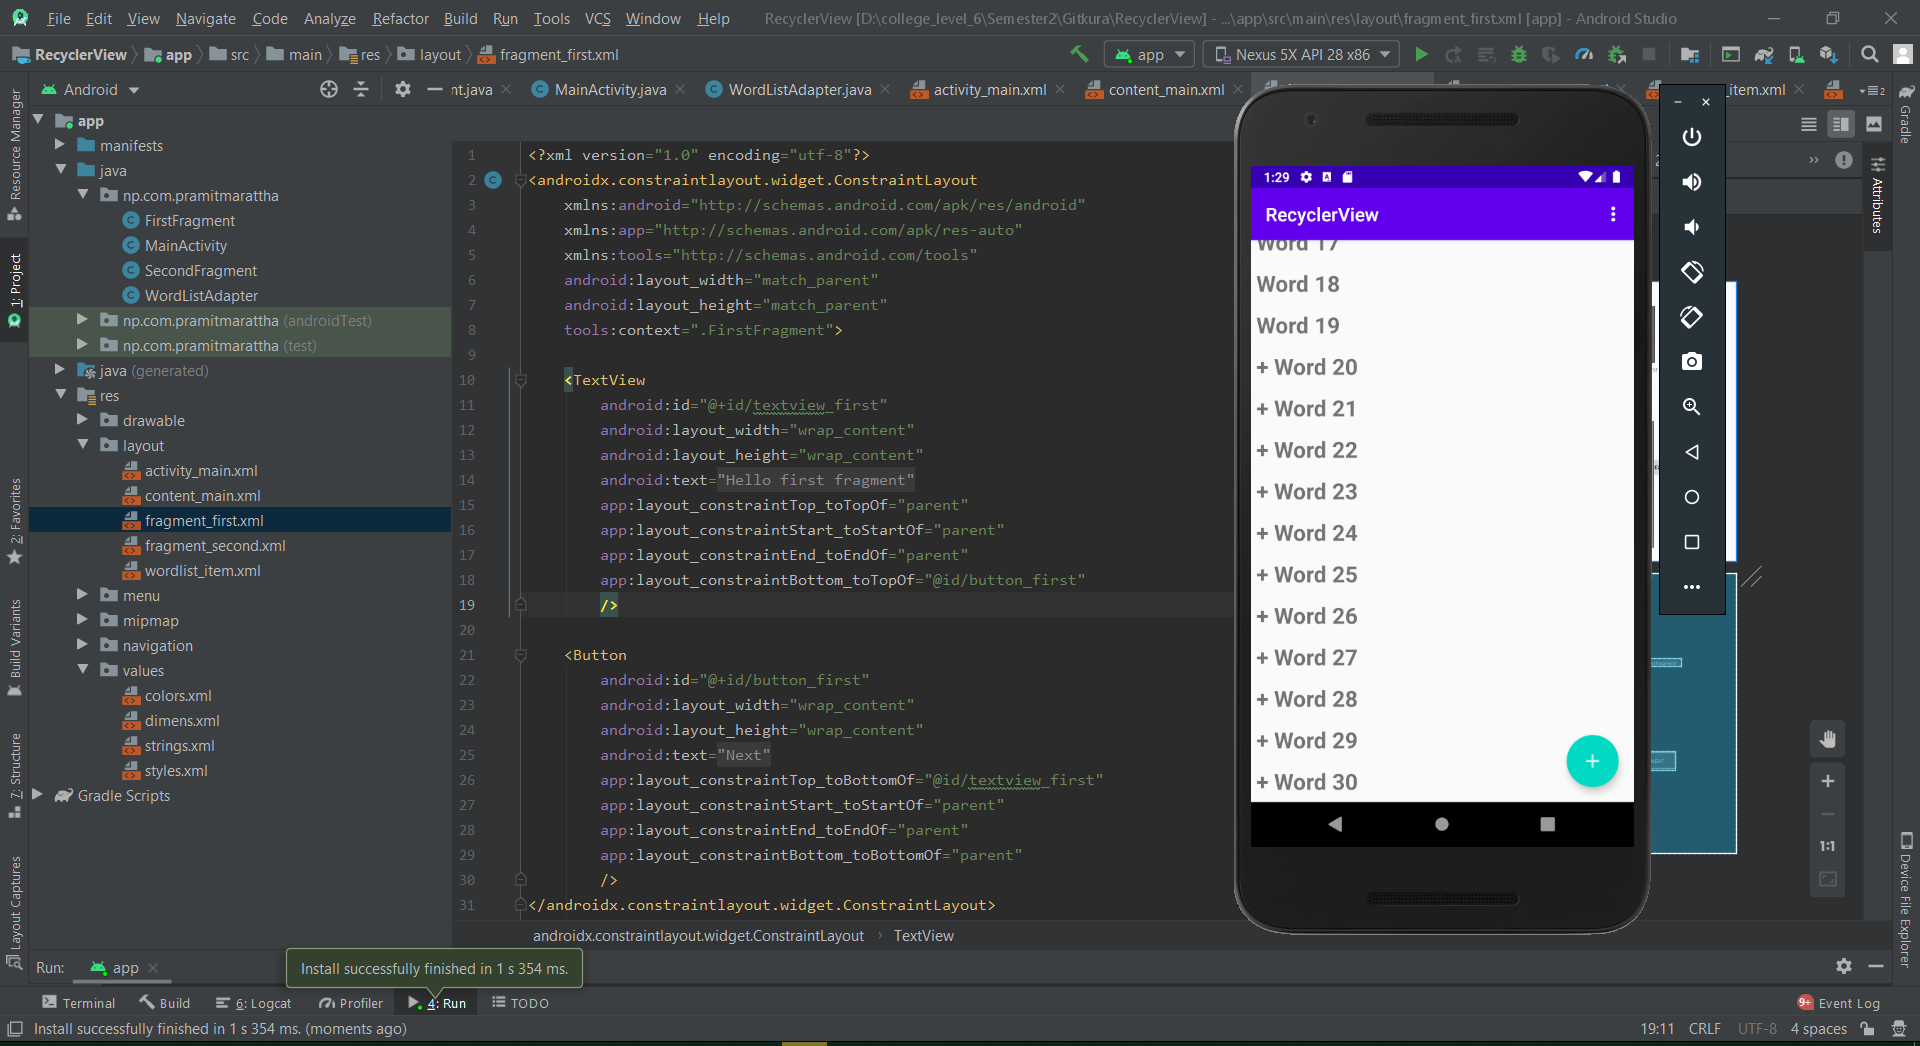 File Edit View Navigate Code Analyze Refactor Build Run Tools VCS Window Help RecyclerView [D:\college_level_6\Semester2\Gitkura\RecyclerView] - ...\app\src\main\res\layout\fragment_first.xml [app] - Android Studio
RecyclerView app src main res layout fragment_first.xml app Nexus 5X API 28 x86
Android nt.java MainActivity.java WordListAdapter.java activity_main.xml content_main.xml _item.xml 2
Resource Manager
1: Project
2: Favorites
Build Variants
7: Structure
Layout Captures
app
manifests
java
np.com.pramitmarattha
FirstFragment
MainActivity
SecondFragment
WordListAdapter
np.com.pramitmarattha (androidTest)
np.com.pramitmarattha (test)
java (generated)
res
drawable
layout
activity_main.xml
content_main.xml
fragment_first.xml
fragment_second.xml
wordlist_item.xml
menu
mipmap
navigation
values
colors.xml
dimens.xml
strings.xml
styles.xml
Gradle Scripts
1 <?xml version="1.0" encoding="utf-8"?>
2 <androidx.constraintlayout.widget.ConstraintLayout
3 xmlns:android="http://schemas.android.com/apk/res/android"
4 xmlns:app="http://schemas.android.com/apk/res-auto"
5 xmlns:tools="http://schemas.android.com/tools"
6 android:layout_width="match_parent"
7 android:layout_height="match_parent"
8 tools:context=".FirstFragment">
9
10 <TextView
11 android:id="@+id/textview_first"
12 android:layout_width="wrap_content"
13 android:layout_height="wrap_content"
14 android:text="Hello first fragment"
15 app:layout_constraintTop_toTopOf="parent"
16 app:layout_constraintStart_toStartOf="parent"
17 app:layout_constraintEnd_toEndOf="parent"
18 app:layout_constraintBottom_toTopOf="@id/button_first"
19 />
20
21 <Button
22 android:id="@+id/button_first"
23 android:layout_width="wrap_content"
24 android:layout_height="wrap_content"
25 android:text="Next"
26 app:layout_constraintTop_toBottomOf="@id/textview_first"
27 app:layout_constraintStart_toStartOf="parent"
28 app:layout_constraintEnd_toEndOf="parent"
29 app:layout_constraintBottom_toBottomOf="parent"
30 />
31 </androidx.constraintlayout.widget.ConstraintLayout>
androidx.constraintlayout.widget.ConstraintLayout › TextView
1:29
RecyclerView
Word 17
Word 18
Word 19
+ Word 20
+ Word 21
+ Word 22
+ Word 23
+ Word 24
+ Word 25
+ Word 26
+ Word 27
+ Word 28
+ Word 29
+ Word 30
+
Gradle
Attributes
1:1
Device File Explorer
Run: app
Install successfully finished in 1 s 354 ms.
Terminal Build 6: Logcat Profiler 4: Run TODO 9+ Event Log
Install successfully finished in 1 s 354 ms. (moments ago) 19:11 CRLF UTF-8 4 spaces